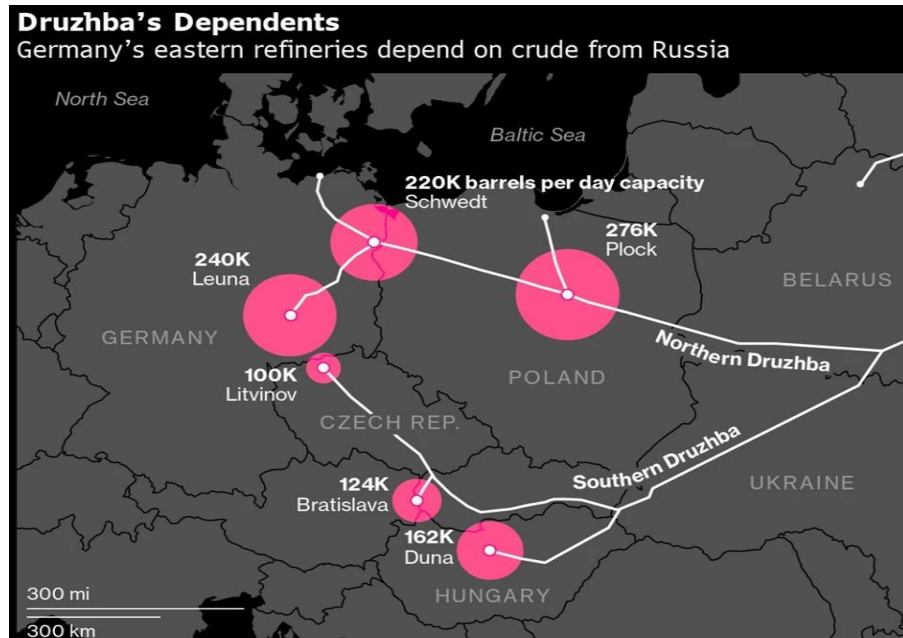 Druzhba's Dependents
Germany's eastern refineries depend on crude from Russia
North Sea
Baltic Sea
220K barrels per day capacity
Schwedt
276K
Plock
240K
Leuna
BELARUS
GERMANY
Northern Druzhba
100K
Litvinov
POLAND
CZECH REP.
Southern Druzhba
124K
Bratislava
UKRAINE
162K
Duna
HUNGARY
300 mi
300 km